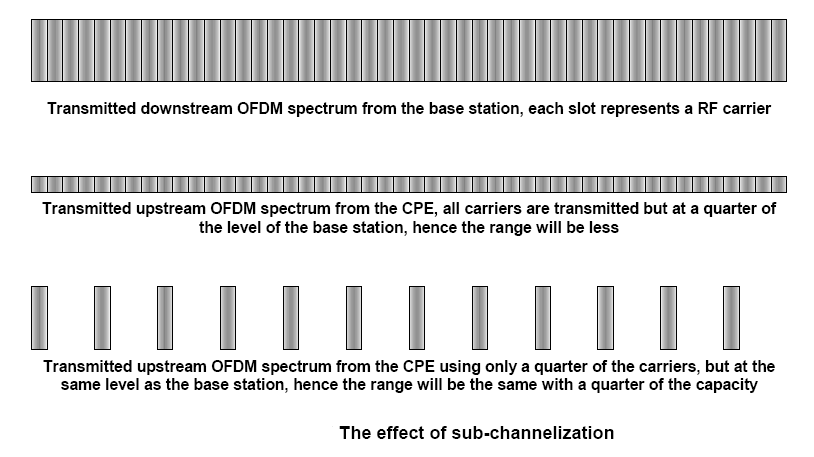 Transmitted downstream OFDM spectrum from the base station, each slot represents a RF carrier
Transmitted upstream OFDM spectrum from the CPE, all carriers are transmitted but at a quarter of
the level of the base station, hence the range will be less
Transmitted upstream OFDM spectrum from the CPE using only a quarter of the carriers, but at the
same level as the base station, hence the range will be the same with a quarter of the capacity
The effect of sub-channelization